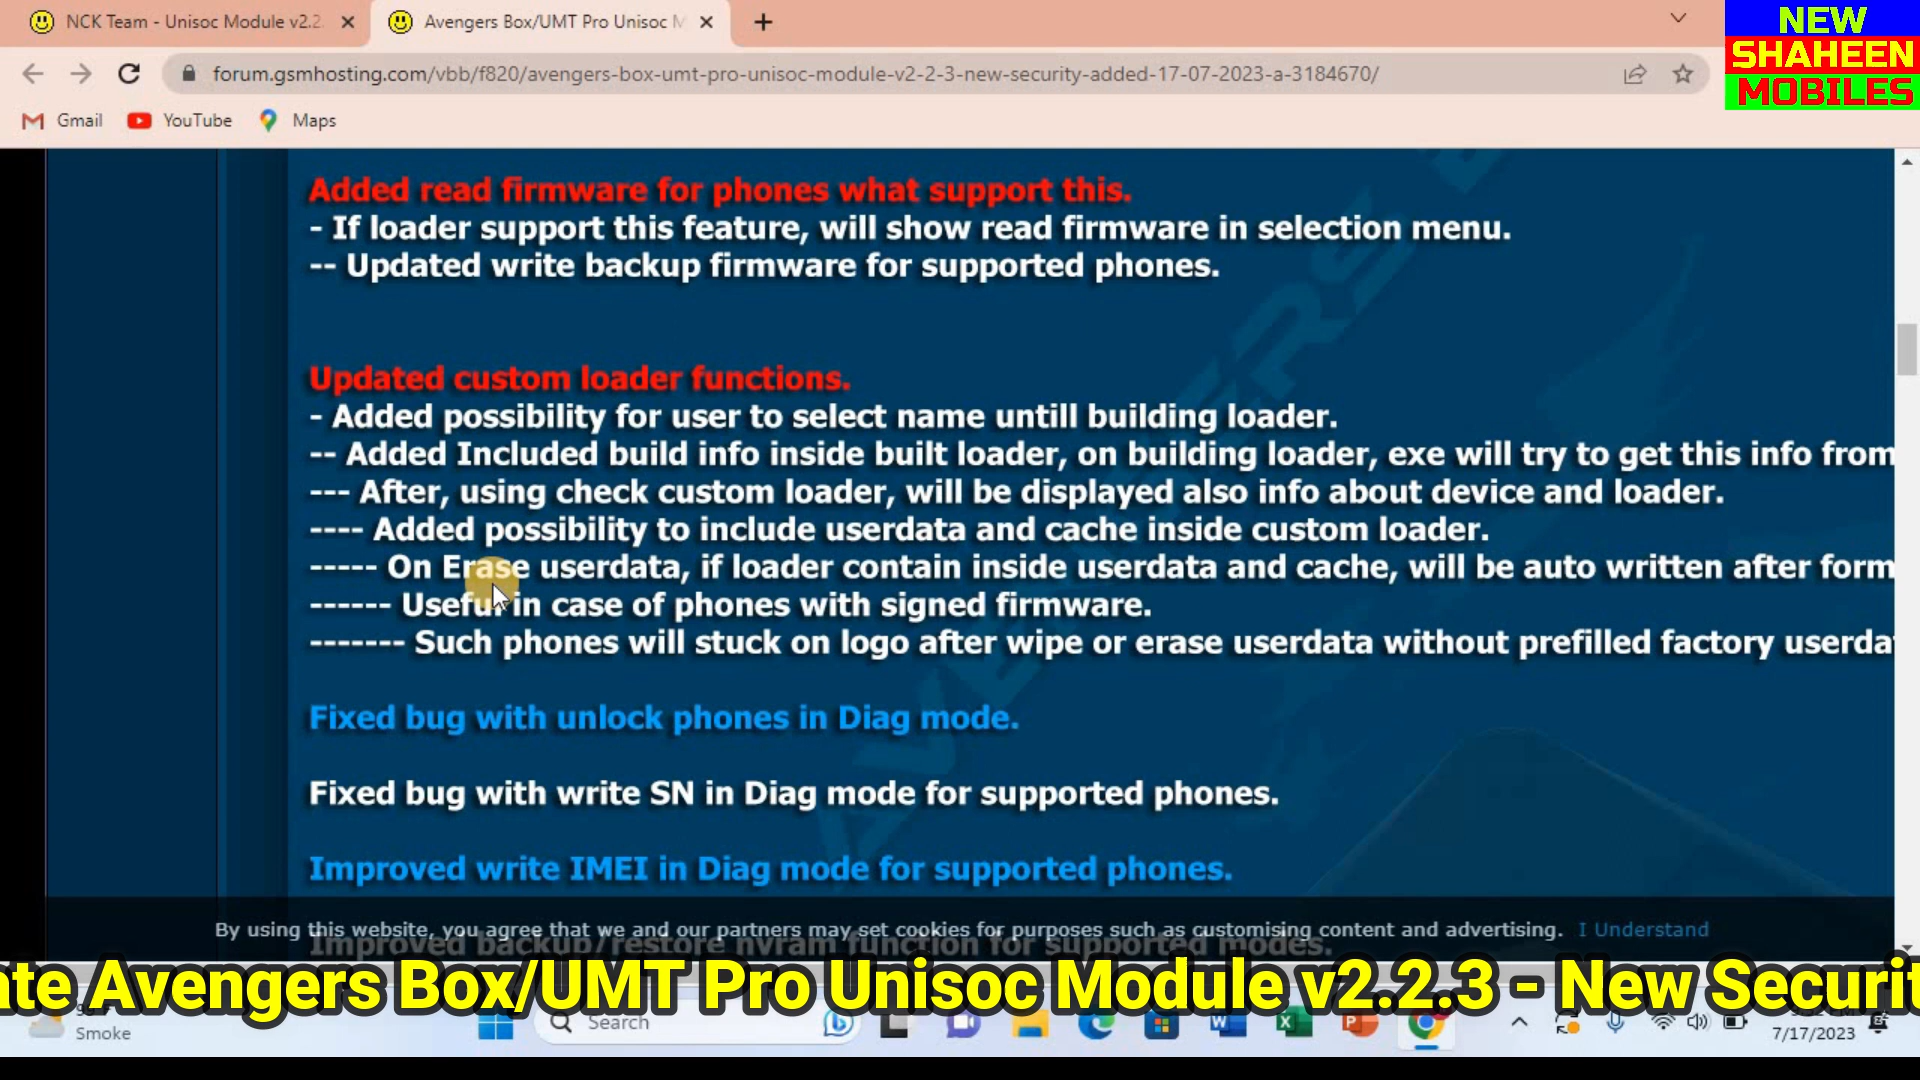 NCK Team - Unisoc Module v2.2
Avengers Box/UMT Pro Unisoc M
NEW
SHAHEEN
MOBILES
forum.gsmhosting.com/vbb/f820/avengers-box-umt-pro-unisoc-module-v2-2-3-new-security-added-17-07-2023-a-3184670/
Gmail
YouTube
Maps
Added read firmware for phones what support this.
- If loader support this feature, will show read firmware in selection menu.
-- Updated write backup firmware for supported phones.
Updated custom loader functions.
- Added possibility for user to select name untill building loader.
-- Added Included build info inside built loader, on building loader, exe will try to get this info from
--- After, using check custom loader, will be displayed also info about device and loader.
---- Added possibility to include userdata and cache inside custom loader.
----- On Erase userdata, if loader contain inside userdata and cache, will be auto written after form
------ Useful in case of phones with signed firmware.
------- Such phones will stuck on logo after wipe or erase userdata without prefilled factory userda
Fixed bug with unlock phones in Diag mode.
Fixed bug with write SN in Diag mode for supported phones.
Improved write IMEI in Diag mode for supported phones.
By using this website, you agree that we and our partners may set cookies for purposes such as customising content and advertising. I Understand
Improved backup/restore nvram function for supported modes.
ate Avengers Box/UMT Pro Unisoc Module v2.2.3 - New Securit
Smoke
Search
7/17/2023